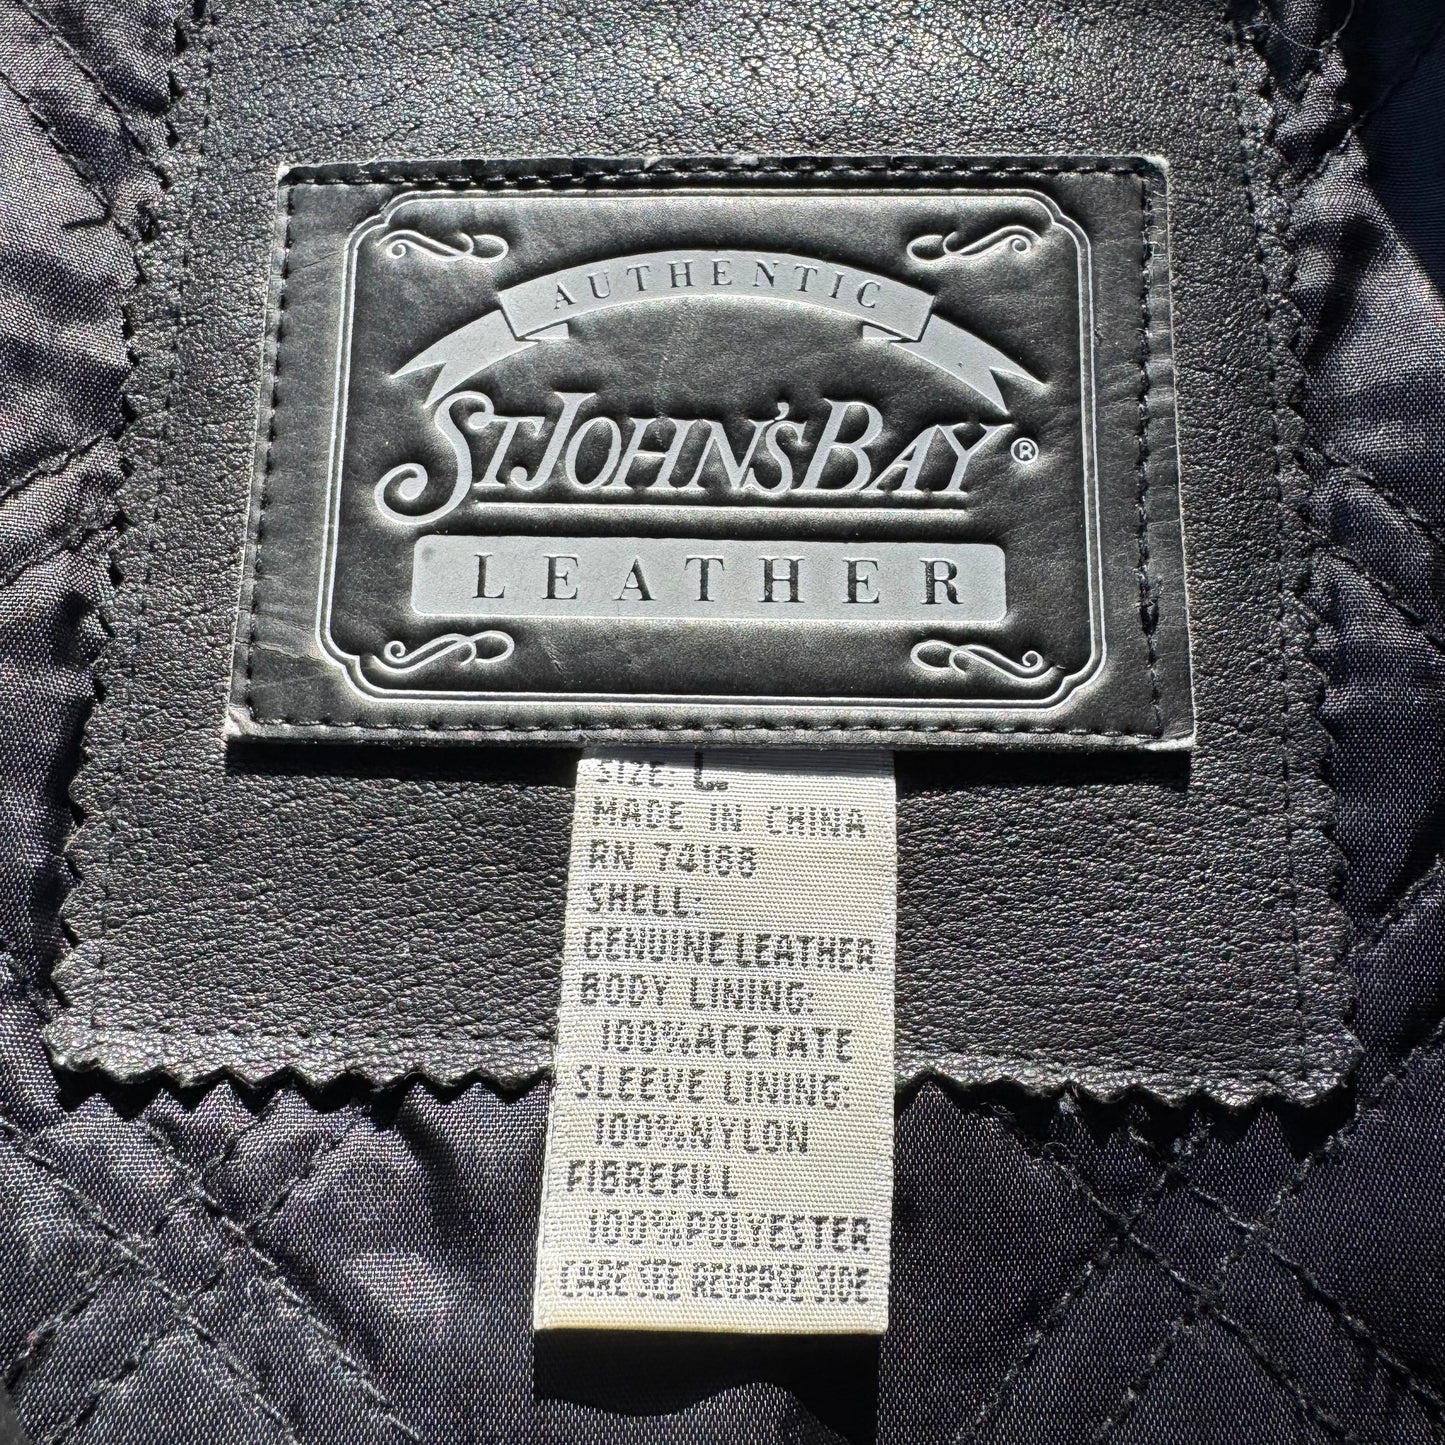 AUTHENTIC
ST JOHN'S BAY ®
LEATHER
SIZE: L
MADE IN CHINA
RN 74168
SHELL:
GENUINE LEATHER
BODY LINING:
100% ACETATE
SLEEVE LINING:
100% NYLON
FIBREFILL
100% POLYESTER
CARE SEE REVERSE SIDE